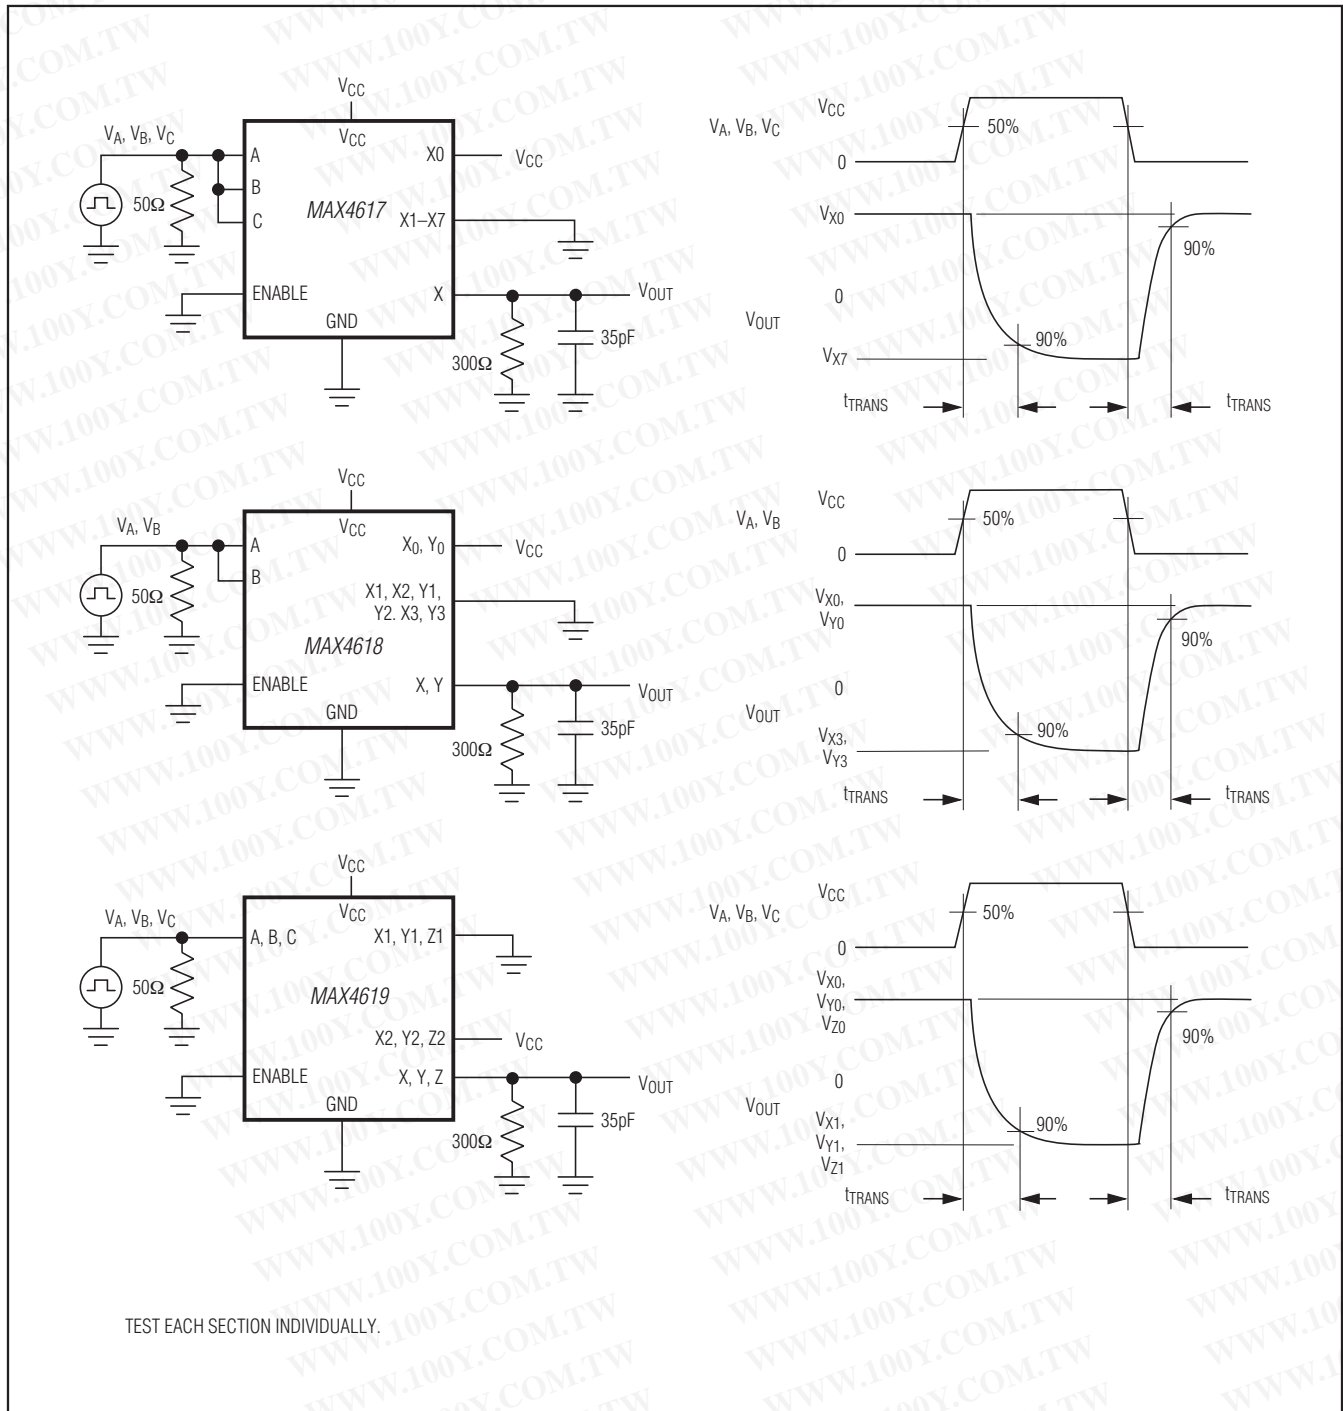 VCC
VA, VB, VC
VCC
A
X0
VCC
B
50Ω
MAX4617
C
X1–X7
ENABLE
X
VOUT
GND
300Ω
35pF
VCC
VA, VB, VC
50%
0
VX0
90%
0
VOUT
90%
VX7
tTRANS
tTRANS
VCC
VA, VB
VCC
A
X0, Y0
VCC
B
50Ω
X1, X2, Y1,
Y2. X3, Y3
MAX4618
ENABLE
X, Y
VOUT
GND
300Ω
35pF
VCC
VA, VB
50%
0
VX0,
VY0
90%
0
VOUT
90%
VX3,
VY3
tTRANS
tTRANS
VCC
VA, VB, VC
VCC
A, B, C
X1, Y1, Z1
50Ω
MAX4619
X2, Y2, Z2
VCC
ENABLE
X, Y, Z
VOUT
GND
300Ω
35pF
VCC
VA, VB, VC
50%
0
VX0,
VY0,
VZ0
90%
0
VOUT
90%
VX1,
VY1,
VZ1
tTRANS
tTRANS
TEST EACH SECTION INDIVIDUALLY.
WWW.100Y.COM.TW